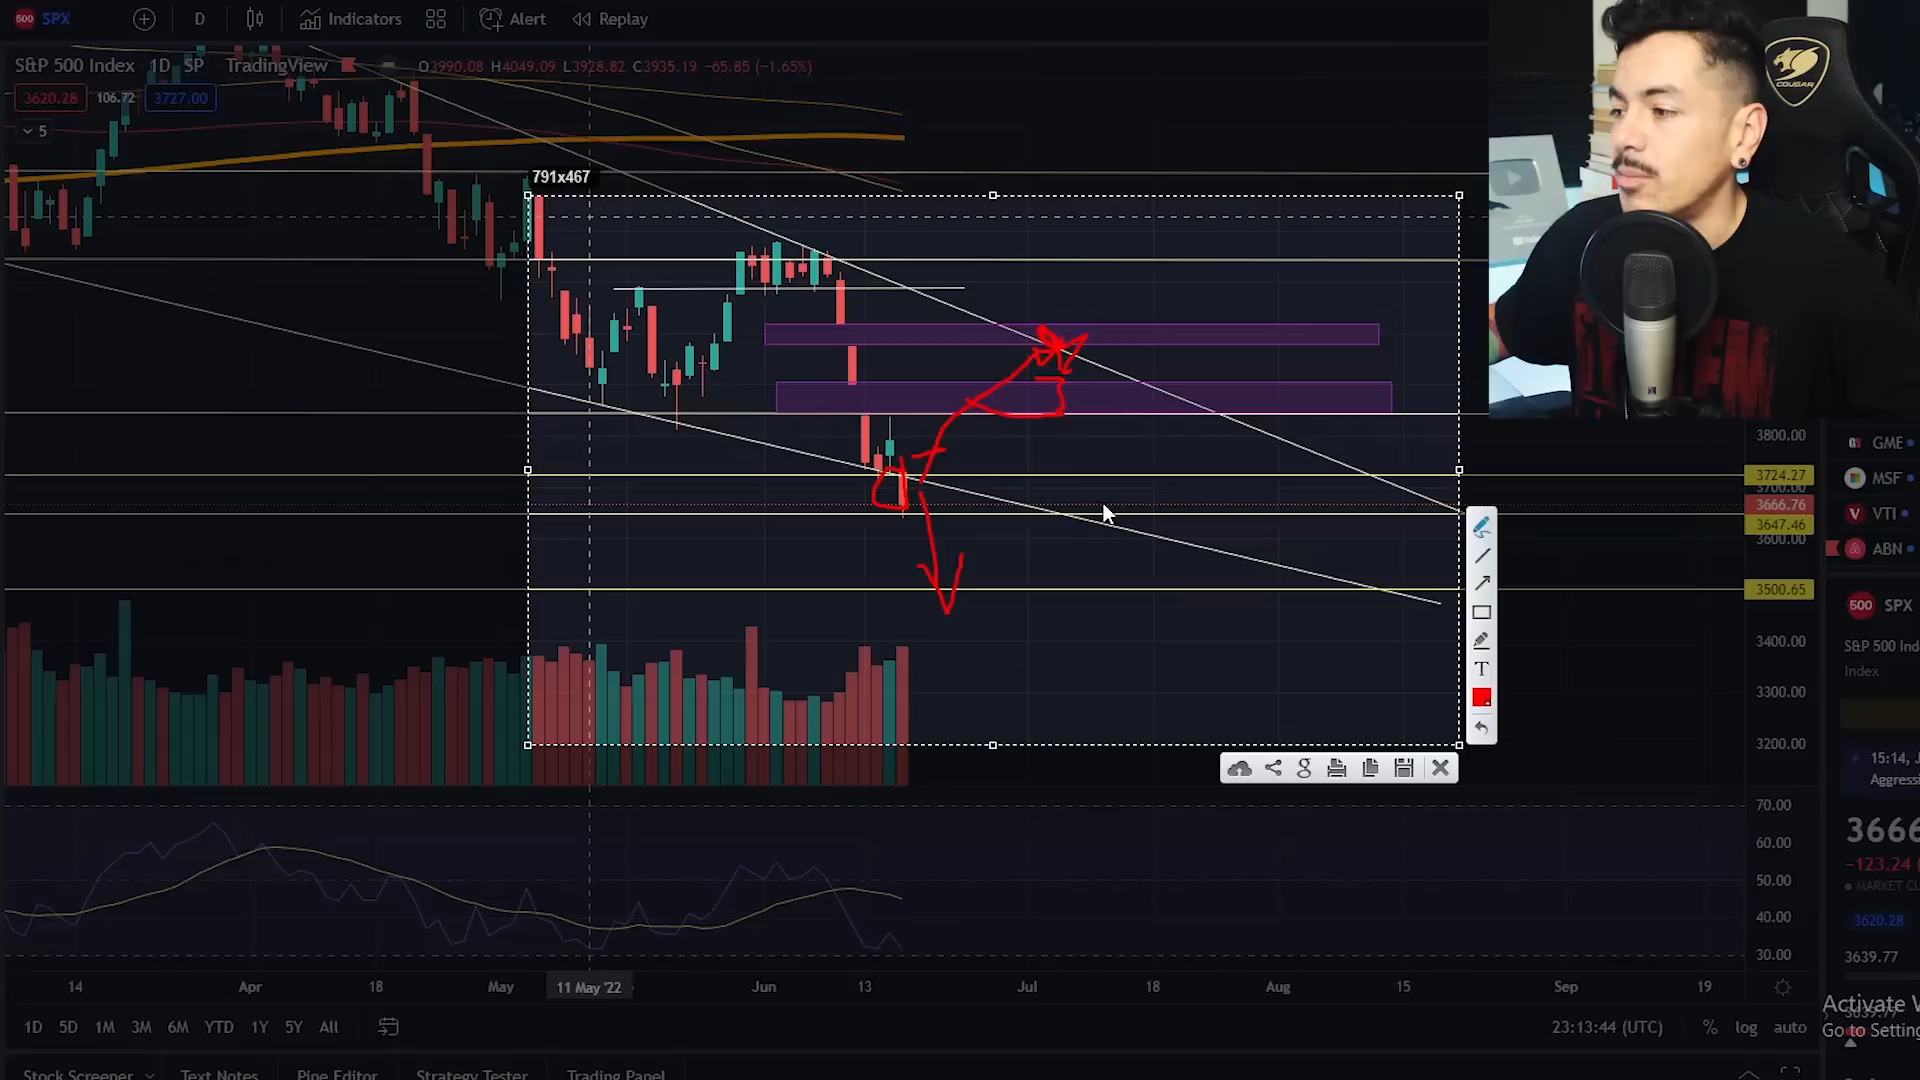 500 SPX D Indicators Alert Replay
S&P 500 Index 1D SP TradingView O3990.08 H4049.09 L3928.82 C3935.19 −65.85 (−1.65%)
3620.28 106.72 3727.00
5
791x467
COUGAR
GME
3800.00
3724.27
MSF
3666.76
VTI
3647.46
3600.00
ABN
3500.65
500 SPX
3400.00
S&P 500 Ind
Index
3300.00
T
3200.00
15:14, J
Aggressi
70.00
3666
60.00
−123.24
MARKET CL
50.00
3620.28
40.00
3639.77
30.00
14 Apr 18 May 11 May '22 Jun 13 Jul 18 Aug 15 Sep 19
Activate
1D 5D 1M 3M 6M YTD 1Y 5Y All 23:13:44 (UTC) % log auto
Go to Setting
Stock Screener Text Notes Pine Editor Strategy Tester Trading Panel